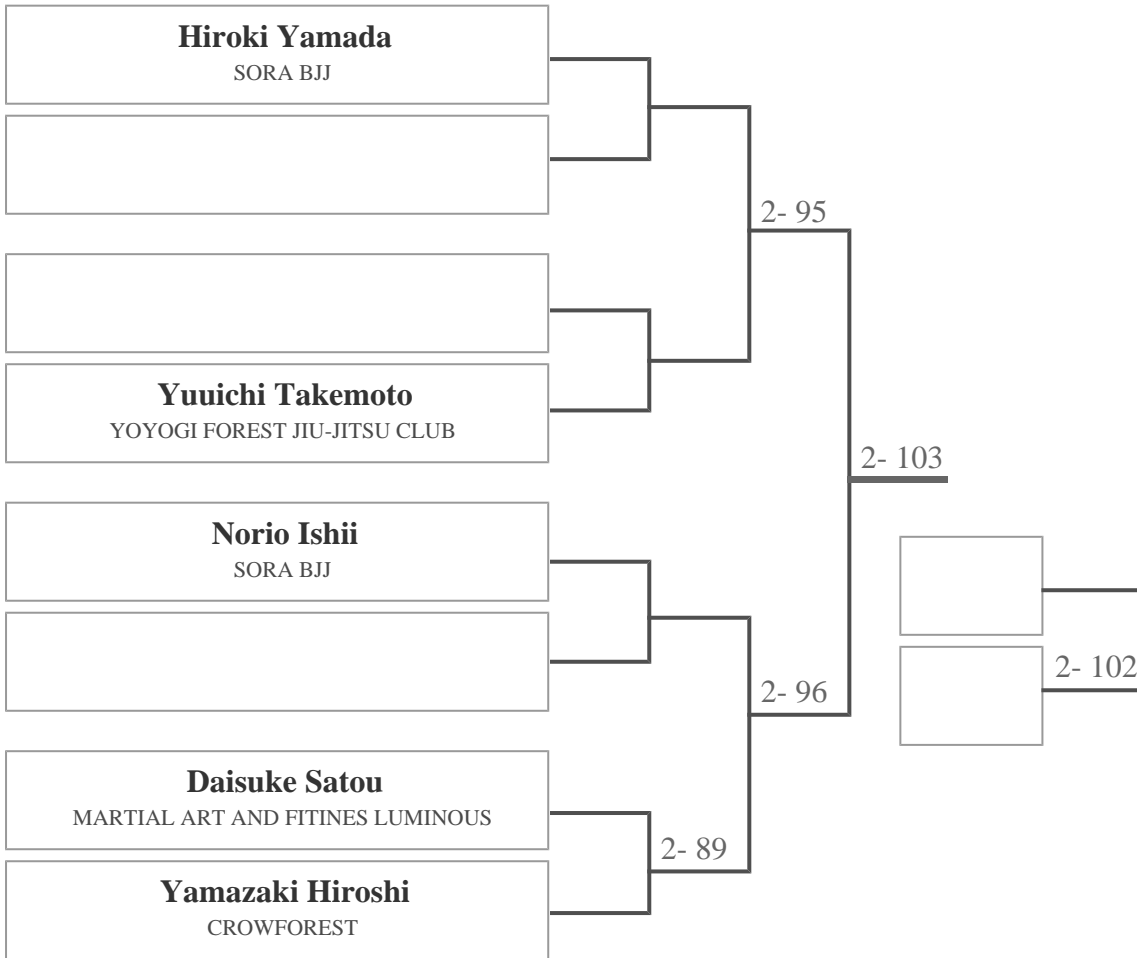 Hiroki Yamada
SORA BJJ
2- 95
Yuuichi Takemoto
YOYOGI FOREST JIU-JITSU CLUB
2- 103
Norio Ishii
SORA BJJ
2- 102
2- 96
Daisuke Satou
MARTIAL ART AND FITINES LUMINOUS
2- 89
Yamazaki Hiroshi
CROWFOREST